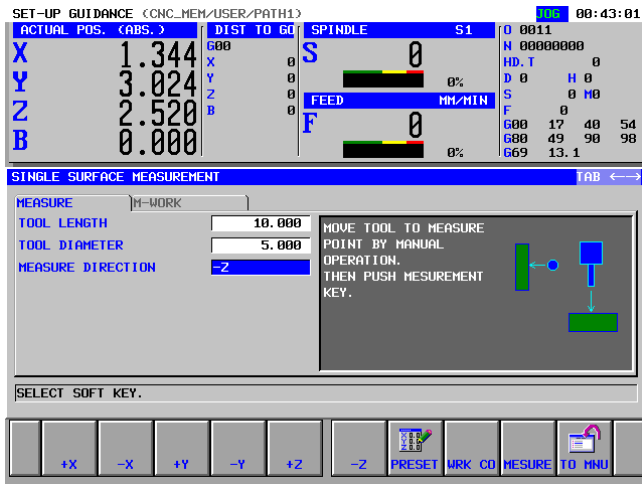 SET-UP GUIDANCE (CNC_MEM/USER/PATH1)
JOG 00:43:01
ACTUAL POS. (ABS.)
X 1.344
Y 3.024
Z 2.520
B 0.000
DIST TO GO
G00
X 0
Y 0
Z 0
B 0
SPINDLE S1
S 0
0%
FEED MM/MIN
F 0
0%
O 0011
N 00000000
HD.T 0
D 0 H 0
S 0 M0
F 0
G00 17 40 54
G80 49 90 98
G69 13.1
SINGLE SURFACE MEASUREMENT
TAB ←→
MEASURE
M-WORK
TOOL LENGTH 10.000
TOOL DIAMETER 5.000
MEASURE DIRECTION -Z
MOVE TOOL TO MEASURE
POINT BY MANUAL
OPERATION.
THEN PUSH MESUREMENT
KEY.
SELECT SOFT KEY.
+X -X +Y -Y +Z -Z PRESET WRK CO MESURE TO MNU